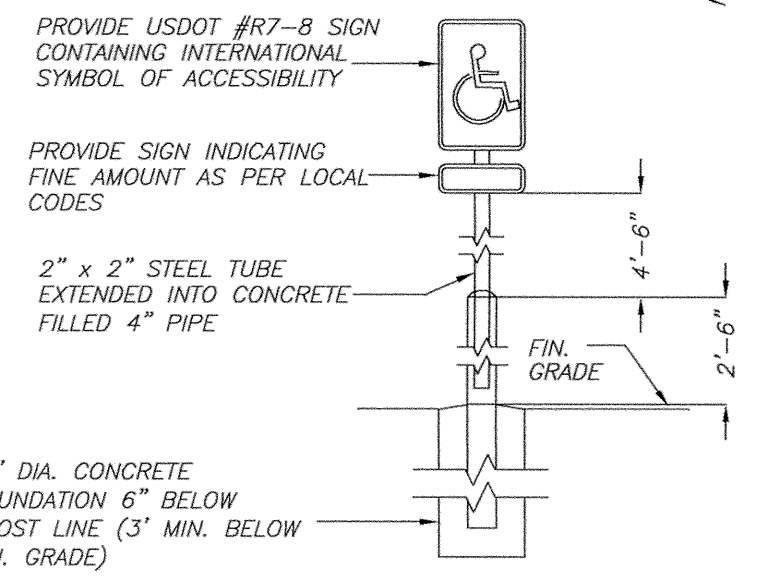 PROVIDE USDOT #R7-8 SIGN
CONTAINING INTERNATIONAL
SYMBOL OF ACCESSIBILITY
PROVIDE SIGN INDICATING
FINE AMOUNT AS PER LOCAL
CODES
2" x 2" STEEL TUBE
EXTENDED INTO CONCRETE
FILLED 4" PIPE
4'-6"
2'-6"
FIN.
GRADE
DIA. CONCRETE
UNDATION 6" BELOW
OST LINE (3' MIN. BELOW
GRADE)